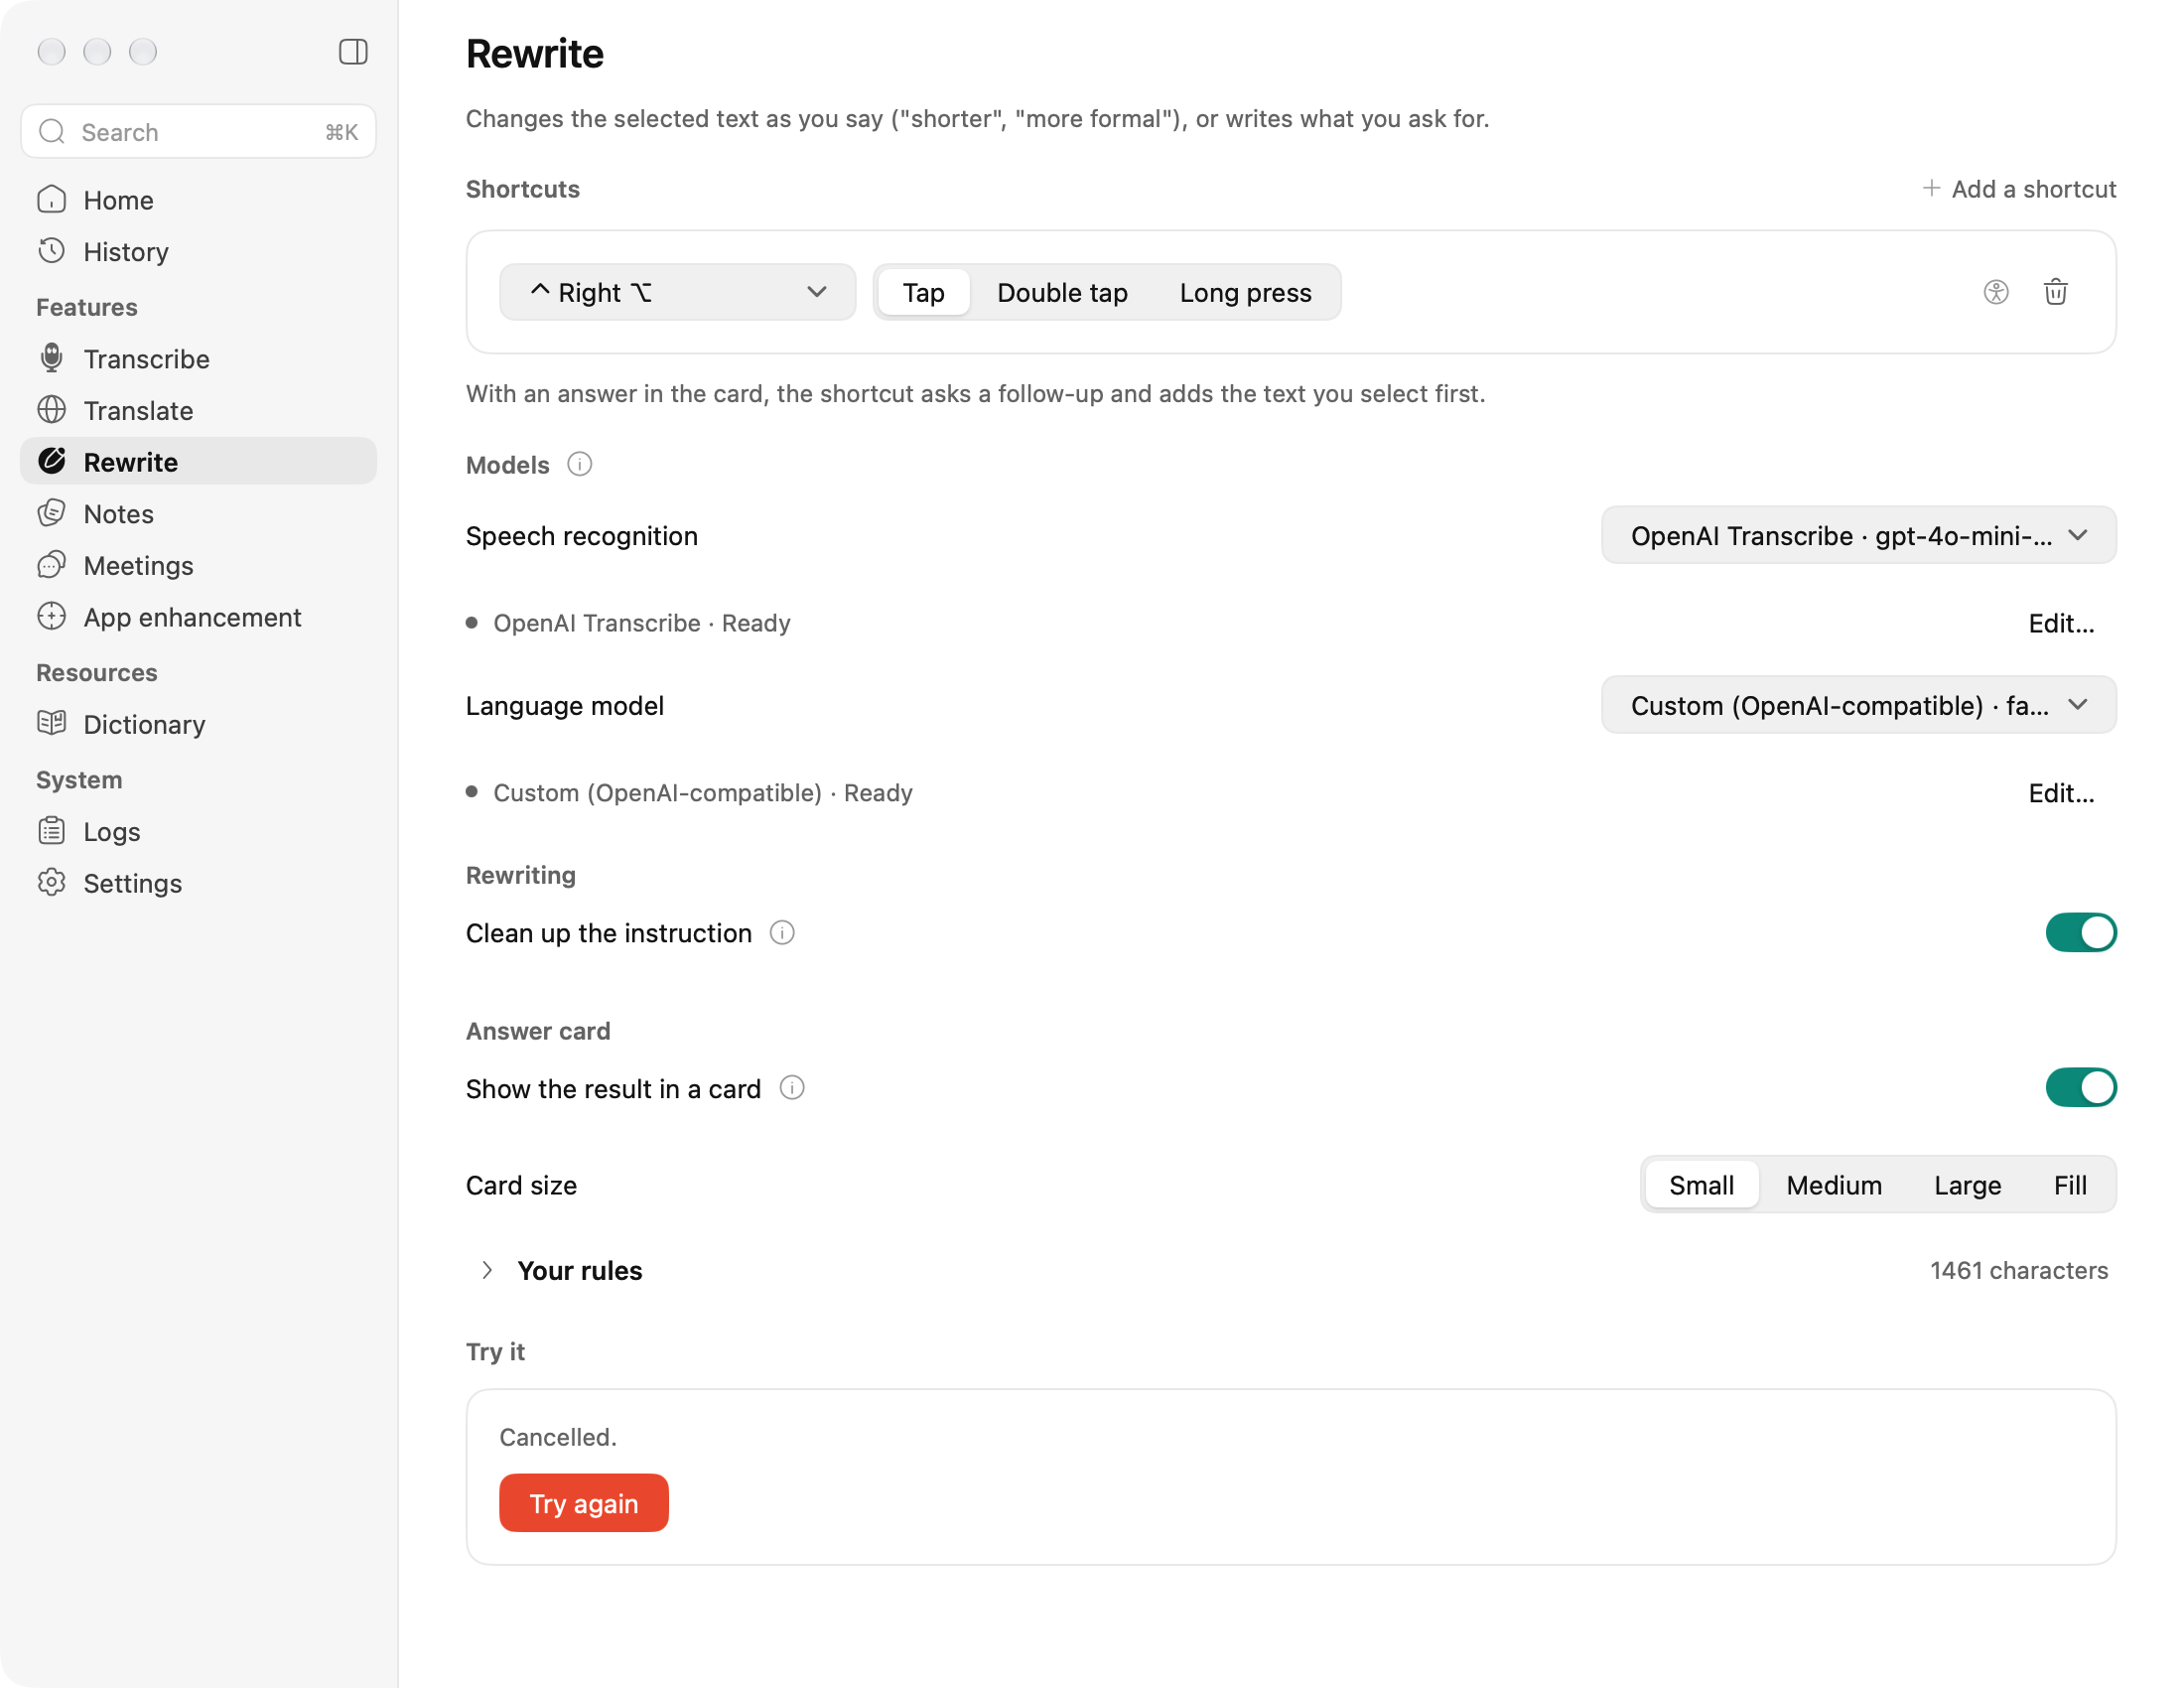 Search ⌘K
Home
History
Features
Transcribe
Translate
Rewrite
Notes
Meetings
App enhancement
Resources
Dictionary
System
Logs
Settings
Rewrite
Changes the selected text as you say ("shorter", "more formal"), or writes what you ask for.
Shortcuts + Add a shortcut
^ Right ⌥ Tap Double tap Long press
With an answer in the card, the shortcut asks a follow-up and adds the text you select first.
Models
Speech recognition OpenAI Transcribe · gpt-4o-mini-...
OpenAI Transcribe · Ready Edit...
Language model Custom (OpenAI-compatible) · fa...
Custom (OpenAI-compatible) · Ready Edit...
Rewriting
Clean up the instruction
Answer card
Show the result in a card
Card size Small Medium Large Fill
Your rules 1461 characters
Try it
Cancelled.
Try again